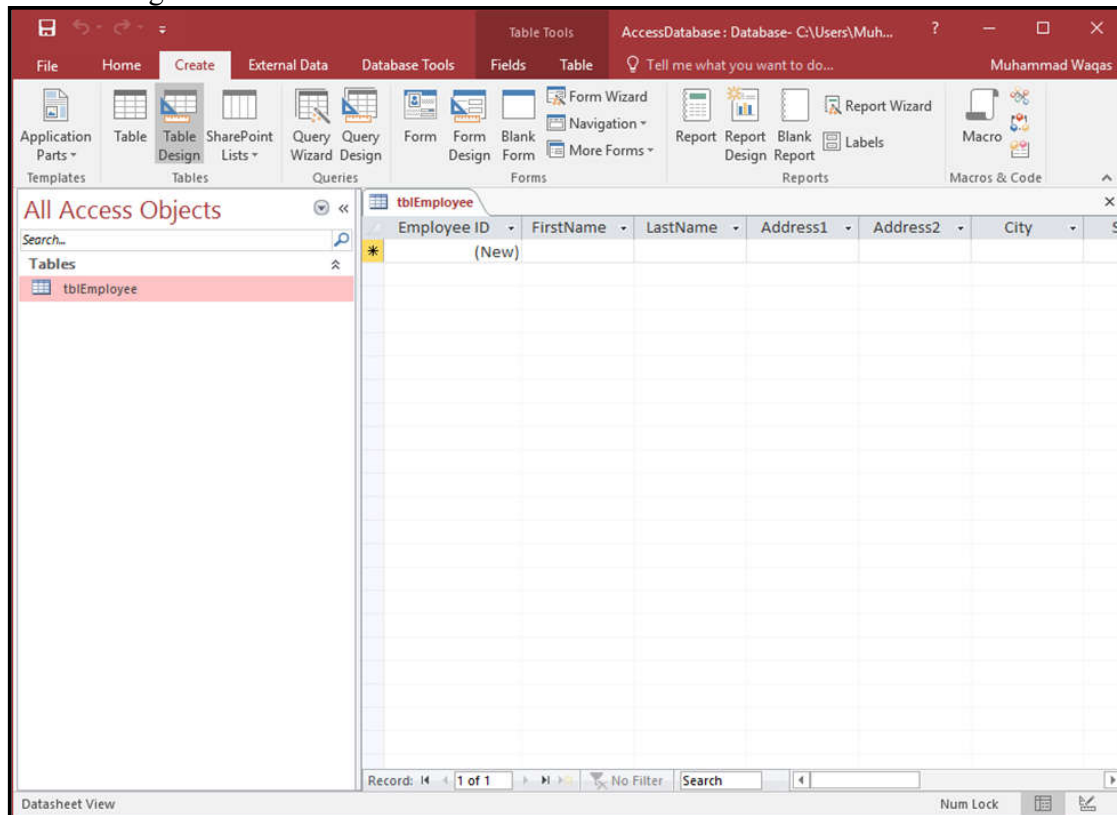 Table Tools
AccessDatabase : Database- C:\Users\Muh... ?
File Home Create External Data Database Tools Fields Table Tell me what you want to do... Muhammad Waqas
Application Parts
Table
Table Design
SharePoint Lists
Query Wizard
Query Design
Form
Form Design
Blank Form
Form Wizard
Navigation
More Forms
Report
Report Design
Blank Report
Report Wizard
Labels
Macro
Templates Tables Queries Forms Reports Macros & Code
All Access Objects
Search...
Tables
tblEmployee
tblEmployee
Employee ID FirstName LastName Address1 Address2 City
(New)
Record: 1 of 1 No Filter Search
Datasheet View Num Lock